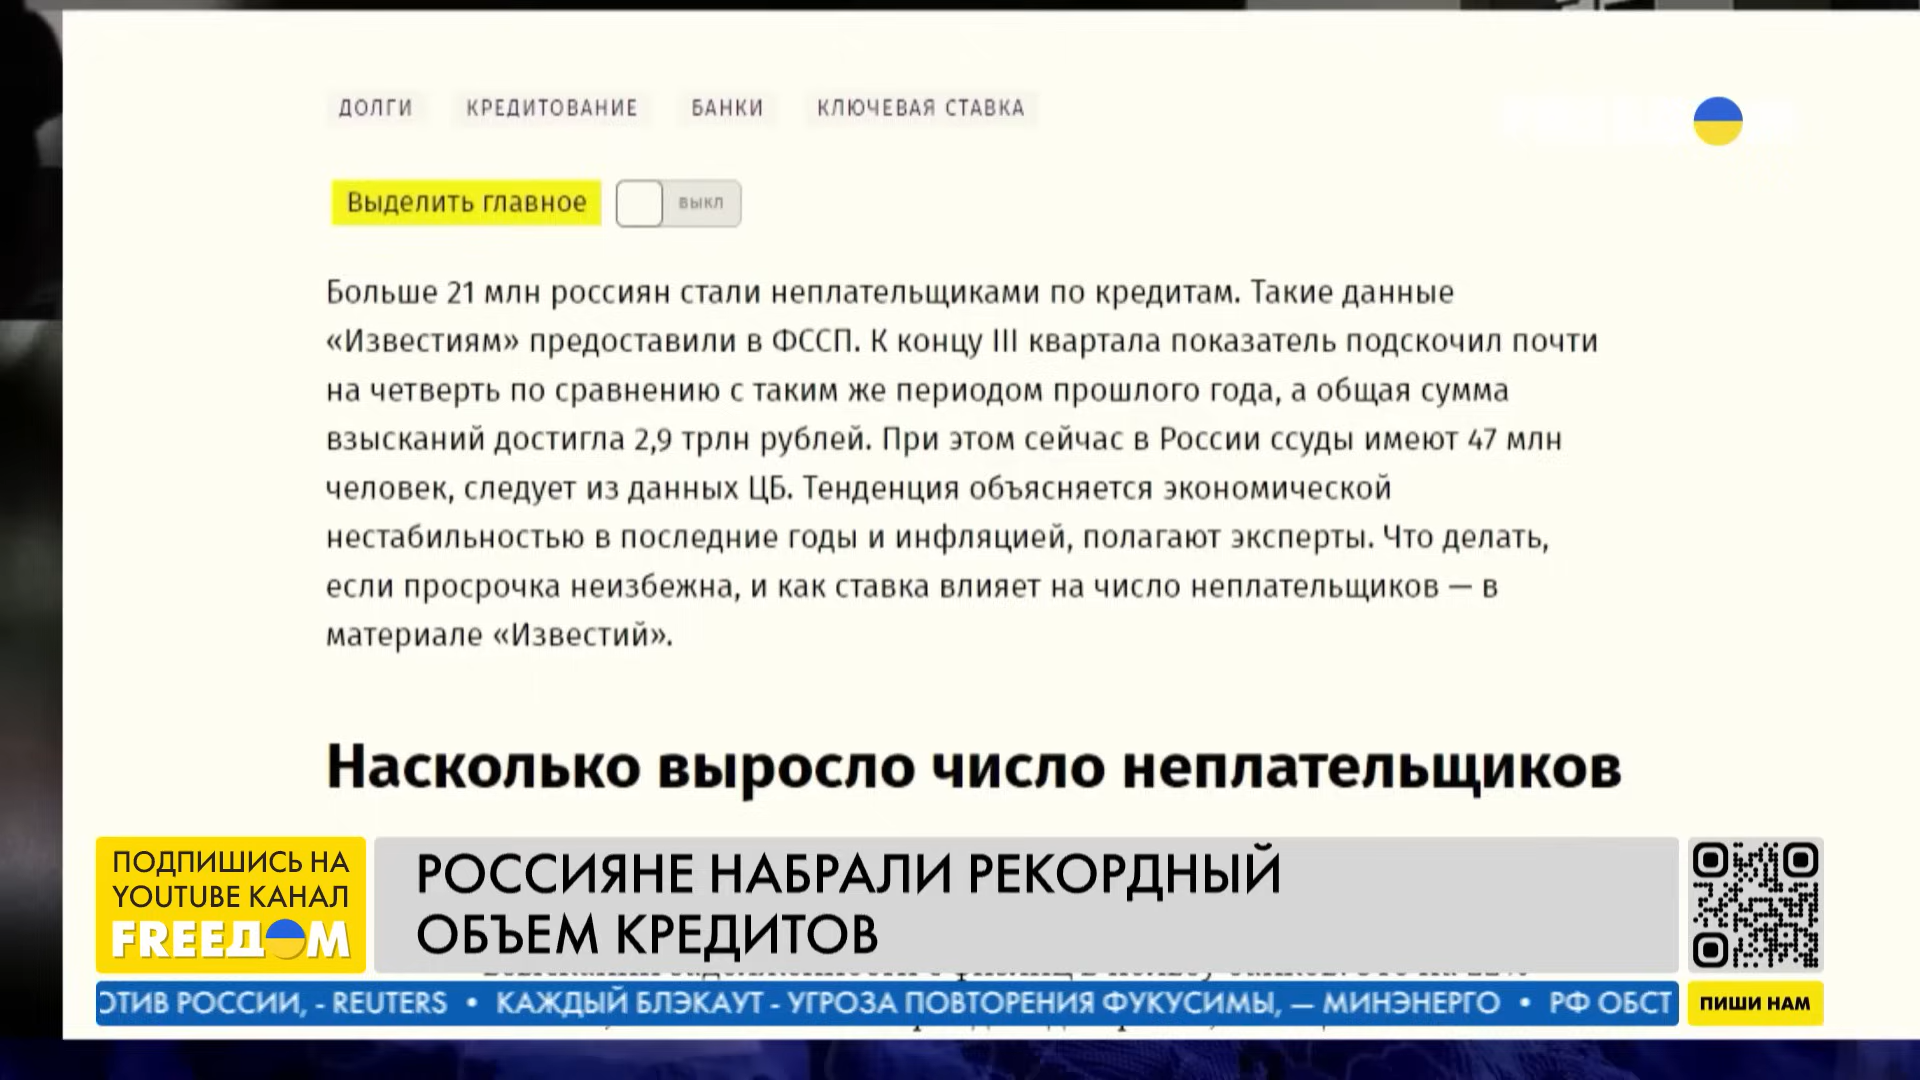 ДОЛГИ КРЕДИТОВАНИЕ БАНКИ КЛЮЧЕВАЯ СТАВКА
Выделить главное ВЫКЛ
Больше 21 млн россиян стали неплательщиками по кредитам. Такие данные
«Известиям» предоставили в ФССП. К концу III квартала показатель подскочил почти
на четверть по сравнению с таким же периодом прошлого года, а общая сумма
взысканий достигла 2,9 трлн рублей. При этом сейчас в России ссуды имеют 47 млн
человек, следует из данных ЦБ. Тенденция объясняется экономической
нестабильностью в последние годы и инфляцией, полагают эксперты. Что делать,
если просрочка неизбежна, и как ставка влияет на число неплательщиков — в
материале «Известий».
Насколько выросло число неплательщиков
ПОДПИШИСЬ НА
YOUTUBE КАНАЛ
FREEДОМ
РОССИЯНЕ НАБРАЛИ РЕКОРДНЫЙ
ОБЪЕМ КРЕДИТОВ
ОТИВ РОССИИ, - REUTERS • КАЖДЫЙ БЛЭКАУТ - УГРОЗА ПОВТОРЕНИЯ ФУКУСИМЫ, — МИНЭНЕРГО • РФ ОБСТ
ПИШИ НАМ